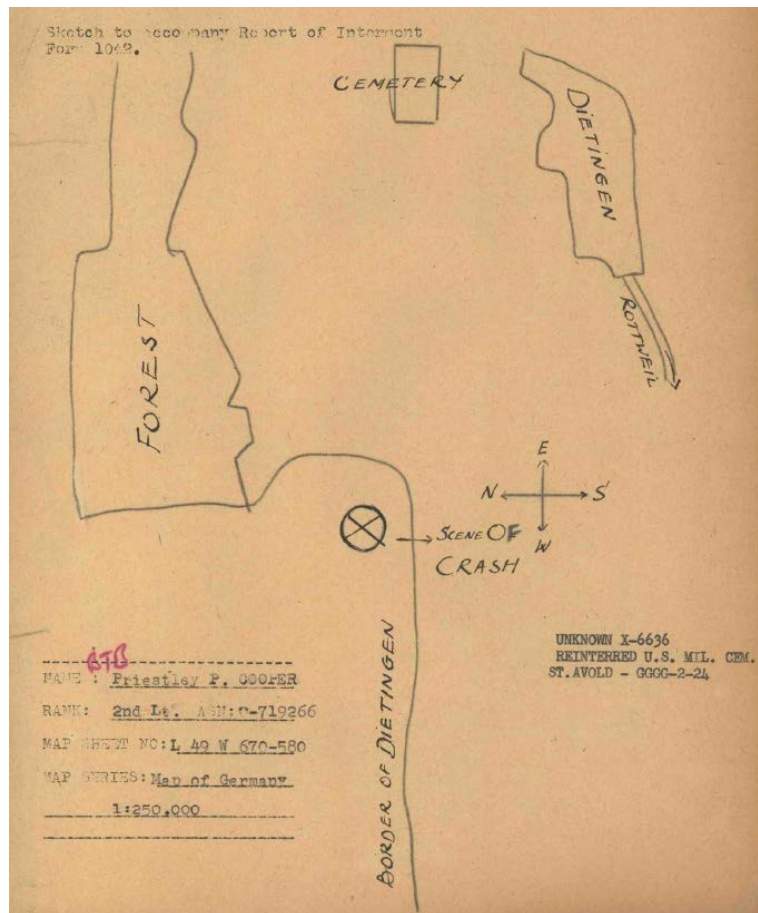 Sketch to accompany Report of Interment
Form 1042.
CEMETERY
DIETINGEN
ROTTWEIL
FOREST
E
N S
W
SCENE OF
CRASH
BORDER OF DIETINGEN
UNKNOWN X-6636
REINTERRED U.S. MIL. CEM.
ST.AVOLD - GGGG-2-24
BTB
NAME : Priestley P. COOPER
RANK: 2nd Lt. ASN:O-719266
MAP SHEET NO: L 49 W 670-580
MAP SERIES: Map of Germany
1:250,000